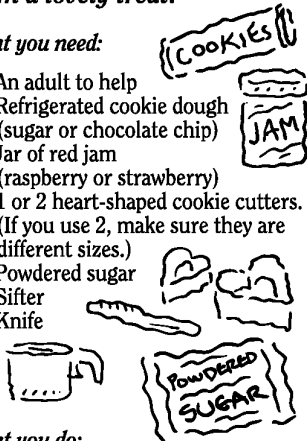 a lovely treat!
t you need:
An adult to help
Refrigerated cookie dough
(sugar or chocolate chip)
Jar of red jam
(raspberry or strawberry)
1 or 2 heart-shaped cookie cutters.
(If you use 2, make sure they are
different sizes.)
Powdered sugar
Sifter
Knife
COOKIES
JAM
POWDERED
SUGAR
t you do: